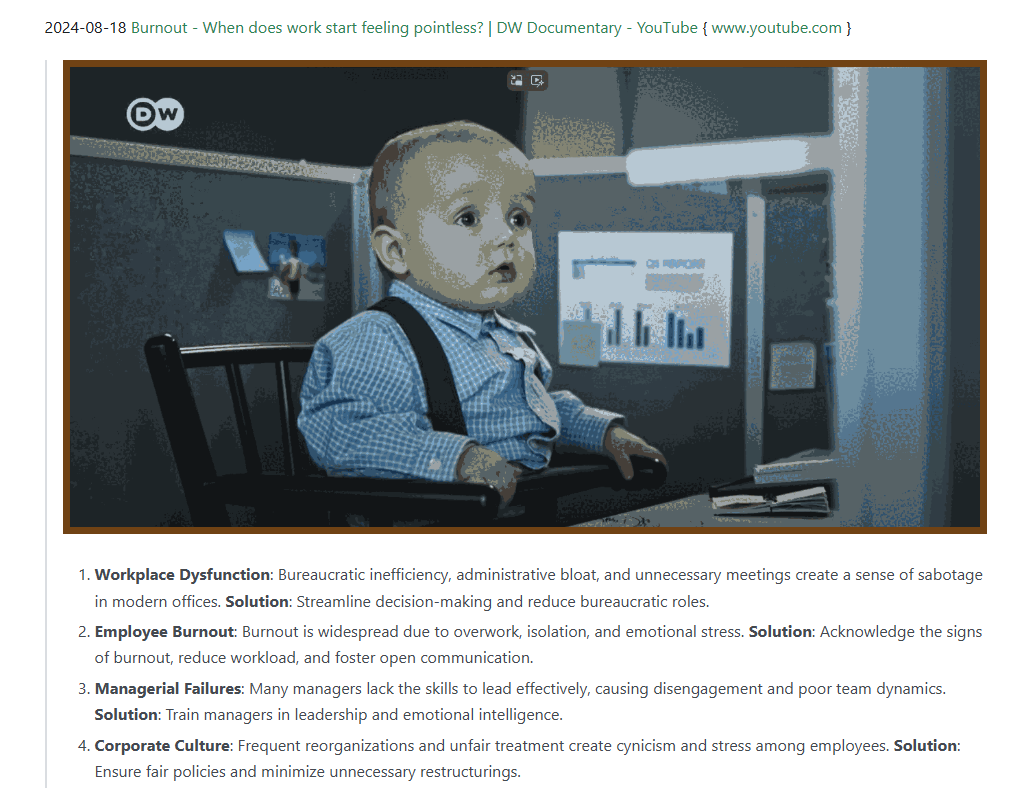 2024-08-18 Burnout - When does work start feeling pointless? | DW Documentary - YouTube { www.youtube.com }
DW
1. Workplace Dysfunction: Bureaucratic inefficiency, administrative bloat, and unnecessary meetings create a sense of sabotage
in modern offices. Solution: Streamline decision-making and reduce bureaucratic roles.
2. Employee Burnout: Burnout is widespread due to overwork, isolation, and emotional stress. Solution: Acknowledge the signs
of burnout, reduce workload, and foster open communication.
3. Managerial Failures: Many managers lack the skills to lead effectively, causing disengagement and poor team dynamics.
Solution: Train managers in leadership and emotional intelligence.
4. Corporate Culture: Frequent reorganizations and unfair treatment create cynicism and stress among employees. Solution:
Ensure fair policies and minimize unnecessary restructurings.